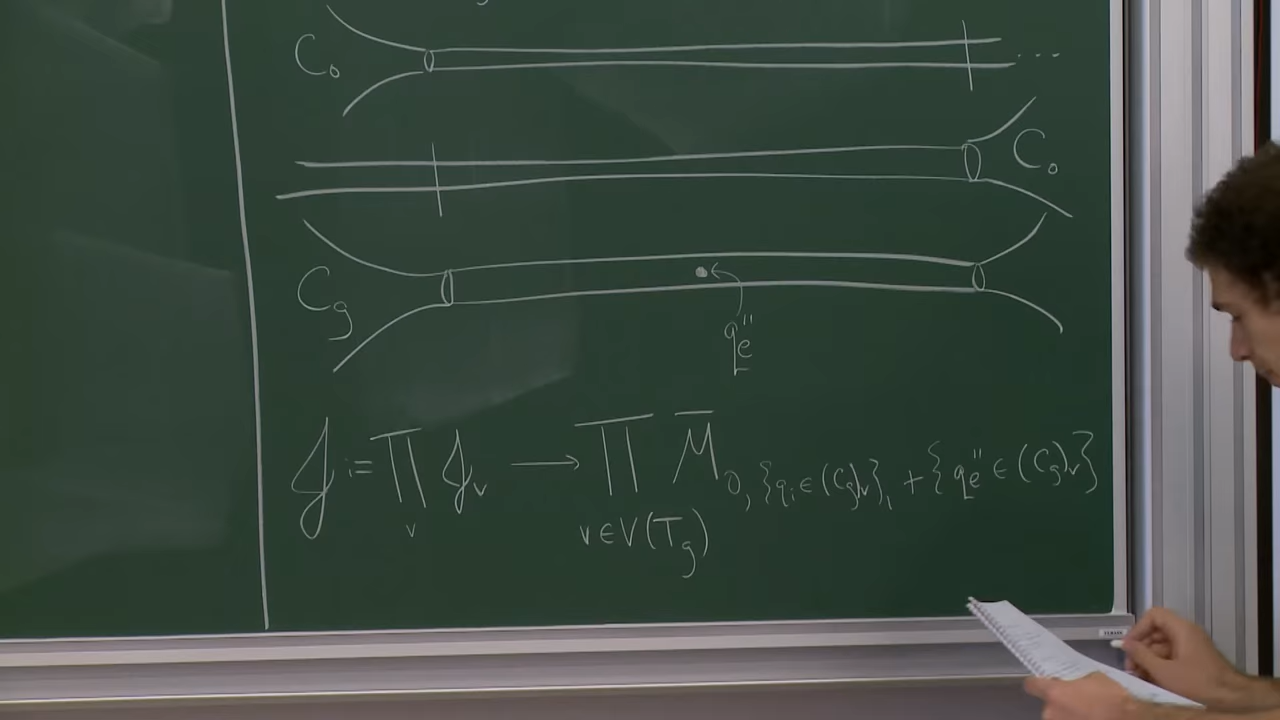 C₀ ...
C₀
C_g
q_e''
𝒥 := ∏_v 𝒥_v → ∏_{v∈V(T_g)} M̄_{0, {q_i∈(C_g)_v}_i + {q_e''∈(C_g)_v}}